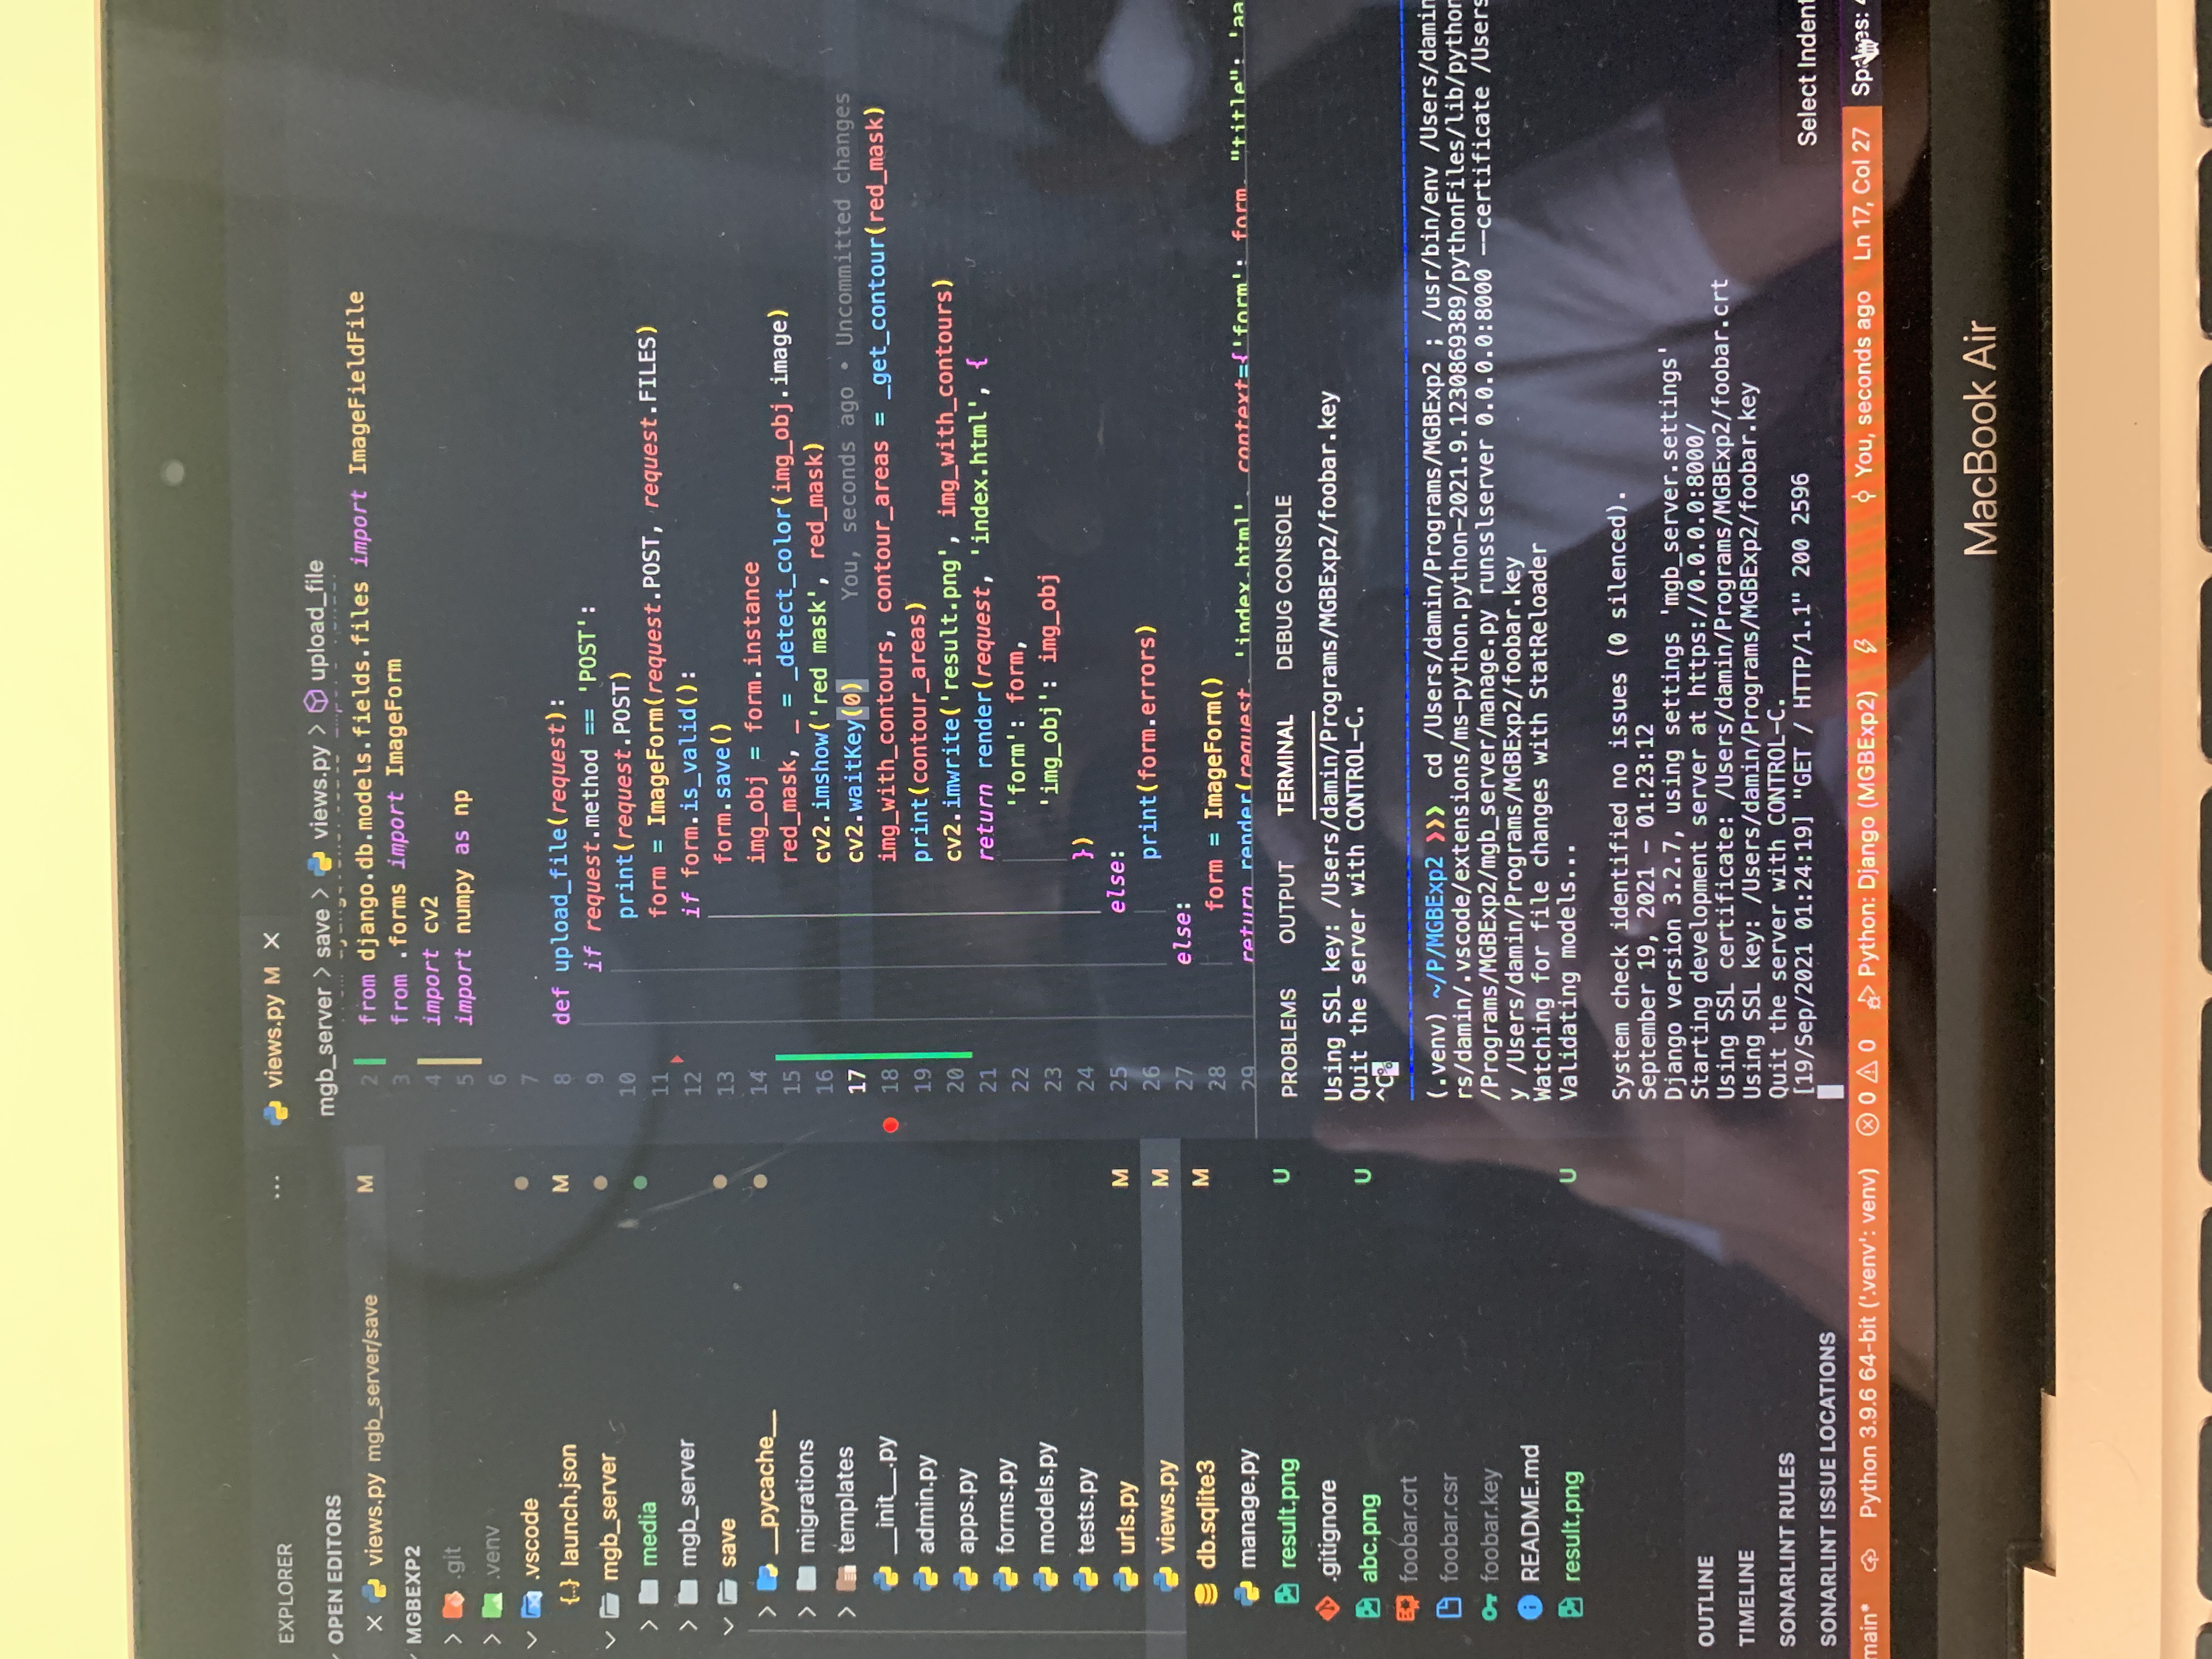 EXPLORER
...
OPEN EDITORS
views.py mgb_server/save M
MGBEXP2
.git
.venv
.vscode
{..} launch.json M
mgb_server
media
mgb_server
save
__pycache__
migrations
templates
__init__.py
admin.py
apps.py
forms.py
models.py
tests.py
urls.py M
views.py M
db.sqlite3 M
manage.py
result.png U
.gitignore
abc.png U
foobar.crt
foobar.csr
foobar.key
README.md
result.png U
OUTLINE
TIMELINE
SONARLINT RULES
SONARLINT ISSUE LOCATIONS
views.py M
mgb_server > save > views.py > upload_file
2 from django.db.models.fields.files import ImageFieldFile
3 from .forms import ImageForm
4 import cv2
5 import numpy as np
6
7
8 def upload_file(request):
9 if request.method == 'POST':
10 print(request.POST)
11 form = ImageForm(request.POST, request.FILES)
12 if form.is_valid():
13 form.save()
14 img_obj = form.instance
15 red_mask, _ = _detect_color(img_obj.image)
16 cv2.imshow('red mask', red_mask)
17 cv2.waitKey(0) You, seconds ago • Uncommitted changes
18 img_with_contours, contour_areas = _get_contour(red_mask)
19 print(contour_areas)
20 cv2.imwrite('result.png', img_with_contours)
21 return render(request, 'index.html', {
22 'form': form,
23 'img_obj': img_obj
24 })
25 else:
26 print(form.errors)
27 else:
28 form = ImageForm()
29 return render(request, 'index.html', context={'form': form, "title": 'aa
PROBLEMS OUTPUT TERMINAL DEBUG CONSOLE
Using SSL key: /Users/damin/Programs/MGBExp2/foobar.key
Quit the server with CONTROL-C.
^C%
(.venv) ~/P/MGBExp2 ❯❯❯ cd /Users/damin/Programs/MGBExp2 ; /usr/bin/env /Users/damin
rs/damin/.vscode/extensions/ms-python.python-2021.9.1230869389/pythonFiles/lib/python
/Programs/MGBExp2/mgb_server/manage.py runsslserver 0.0.0.0:8000 --certificate /Users
y /Users/damin/Programs/MGBExp2/foobar.key
Watching for file changes with StatReloader
Validating models...
System check identified no issues (0 silenced).
September 19, 2021 - 01:23:12
Django version 3.2.7, using settings 'mgb_server.settings'
Starting development server at https://0.0.0.0:8000/
Using SSL certificate: /Users/damin/Programs/MGBExp2/foobar.crt
Using SSL key: /Users/damin/Programs/MGBExp2/foobar.key
Quit the server with CONTROL-C.
[19/Sep/2021 01:24:19] "GET / HTTP/1.1" 200 2596
Select Indent
main* Python 3.9.6 64-bit ('.venv': venv) 0 0 Python: Django (MGBExp2) You, seconds ago Ln 17, Col 27
MacBook Air